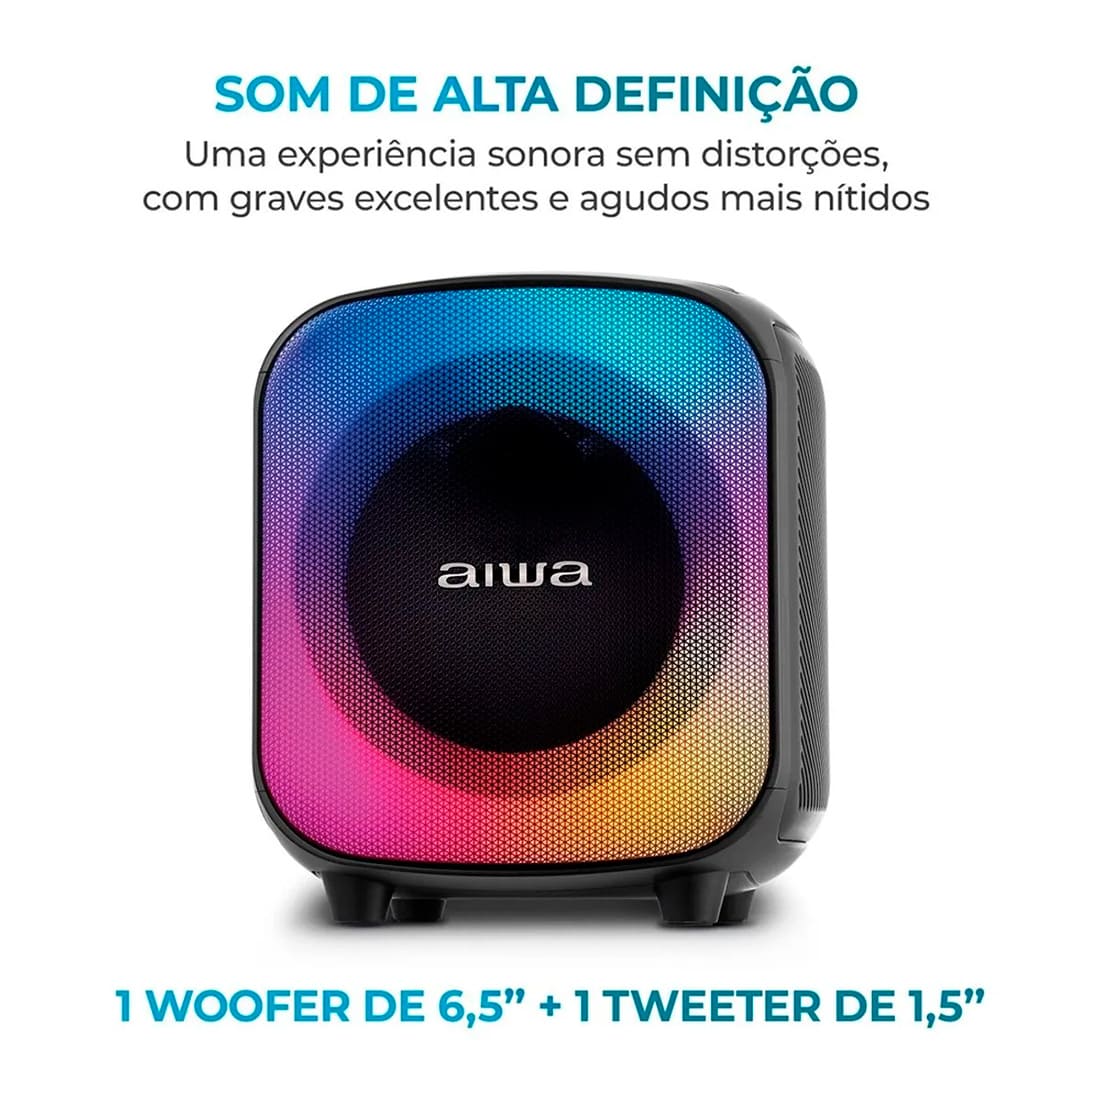 SOM DE ALTA DEFINIÇÃO
Uma experiência sonora sem distorções,
com graves excelentes e agudos mais nítidos
aiwa
1 WOOFER DE 6,5” + 1 TWEETER DE 1,5”